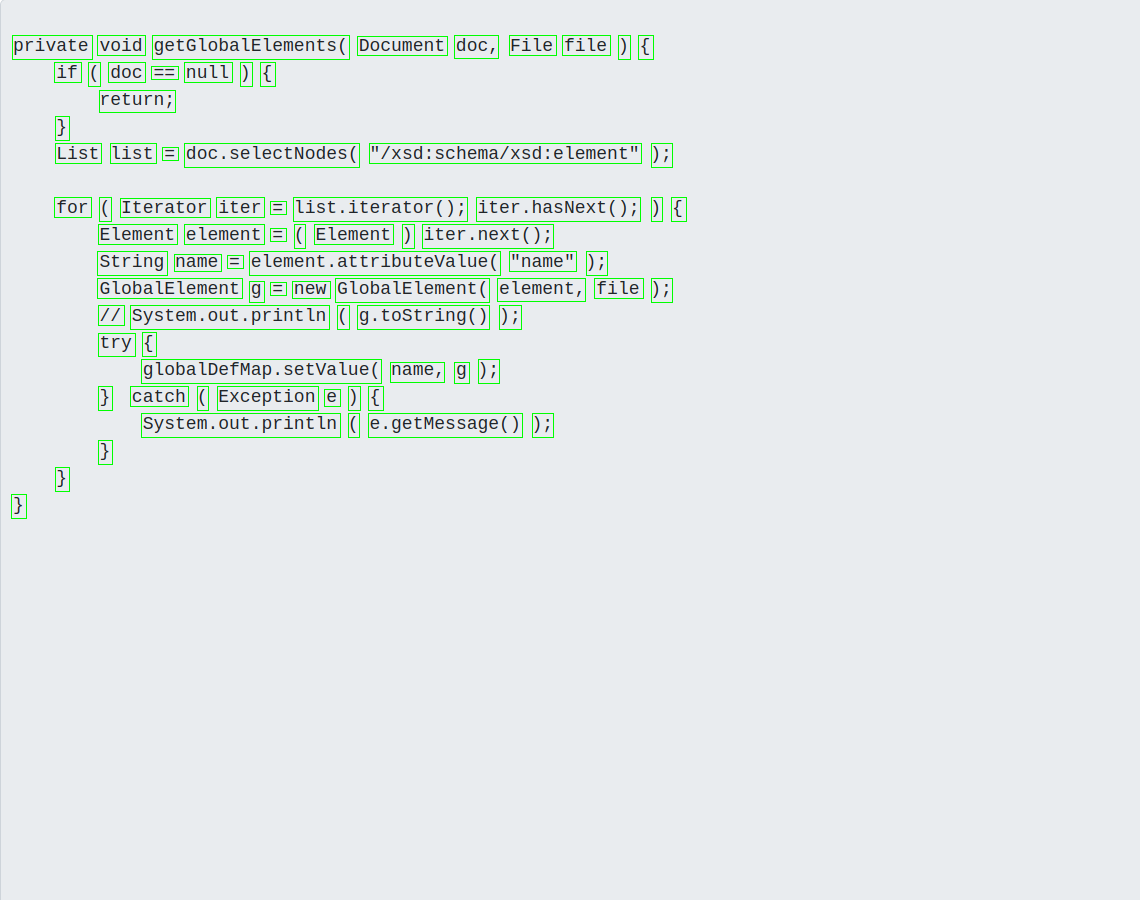 private void getGlobalElements( Document doc, File file ) {
    if ( doc == null ) {
        return;
    }
    List list = doc.selectNodes( "/xsd:schema/xsd:element" );

    for ( Iterator iter = list.iterator(); iter.hasNext(); ) {
        Element element = ( Element ) iter.next();
        String name = element.attributeValue( "name" );
        GlobalElement g = new GlobalElement( element, file );
        // System.out.println ( g.toString() );
        try {
            globalDefMap.setValue( name, g );
        }  catch ( Exception e ) {
            System.out.println ( e.getMessage() );
        }
    }
}